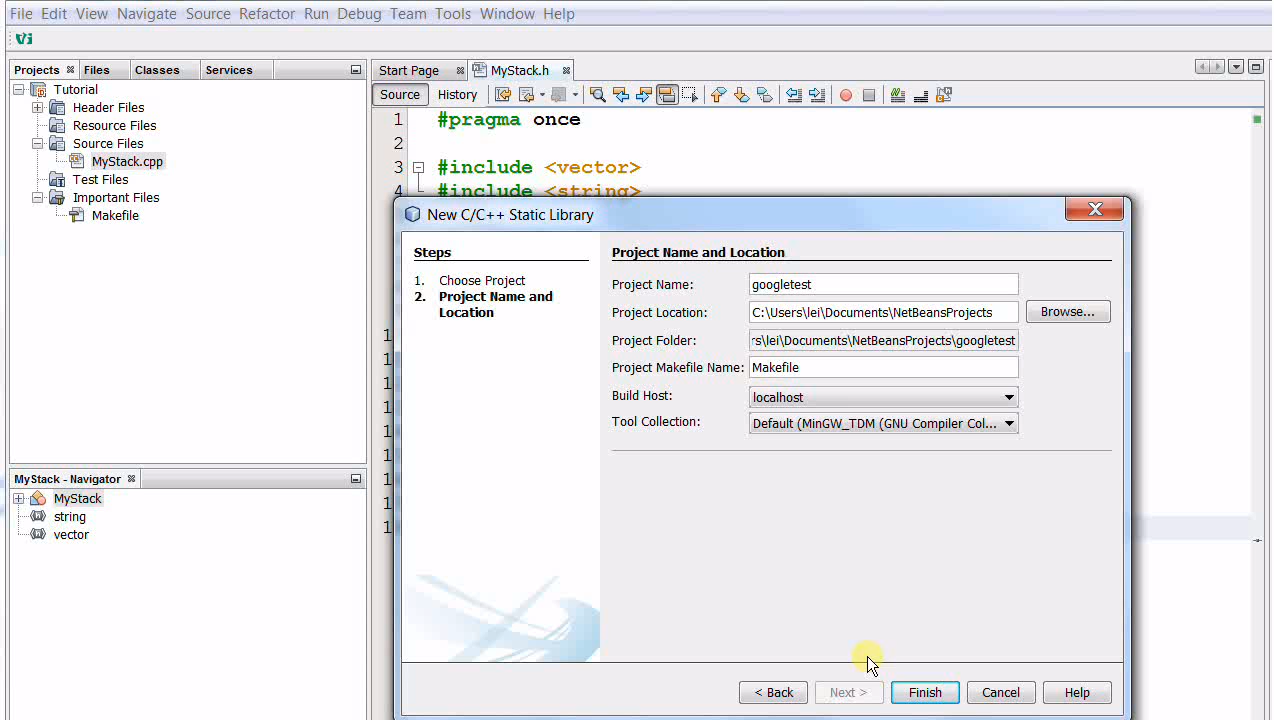 File Edit View Navigate Source Refactor Run Debug Team Tools Window Help
Projects Files Classes Services
Start Page MyStack.h
Source History
Tutorial
Header Files
Resource Files
Source Files
MyStack.cpp
Test Files
Important Files
Makefile
1 #pragma once
2
3 #include <vector>
4 #include <string>
MyStack - Navigator
MyStack
string
vector
New C/C++ Static Library
Steps
1. Choose Project
2. Project Name and
Location
Project Name and Location
Project Name: googletest
Project Location: C:\Users\lei\Documents\NetBeansProjects Browse...
Project Folder: rs\lei\Documents\NetBeansProjects\googletest
Project Makefile Name: Makefile
Build Host: localhost
Tool Collection: Default (MinGW_TDM (GNU Compiler Col...
< Back Next > Finish Cancel Help